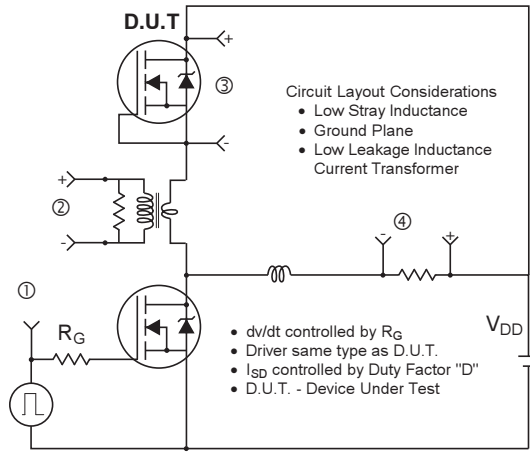 D.U.T
+
③
-
Circuit Layout Considerations
• Low Stray Inductance
• Ground Plane
• Low Leakage Inductance
Current Transformer
+
②
-
④
- +
①
RG
VDD
• dv/dt controlled by RG
• Driver same type as D.U.T.
• ISD controlled by Duty Factor "D"
• D.U.T. - Device Under Test